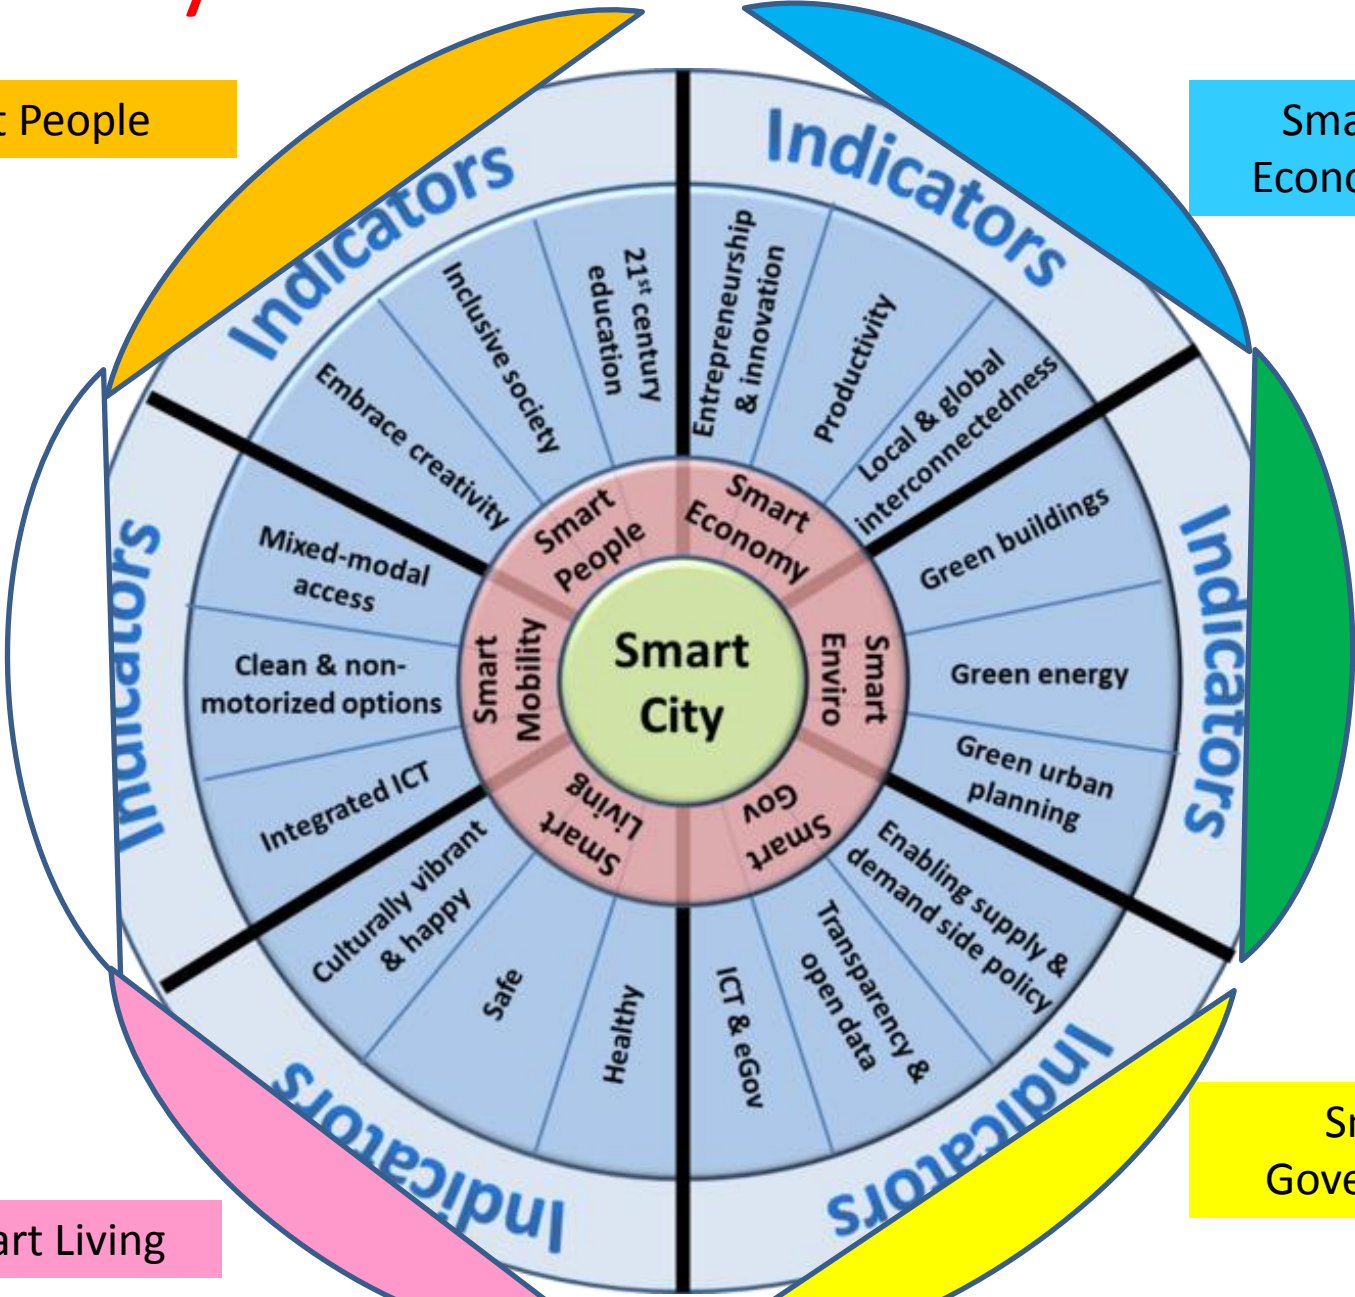 t People
Sma
Econo
Indicators
Indicators
Entrepreneurship
& innovation
Productivity
Local & global
interconnectedness
Green buildings
Green energy
Green urban
planning
Indicators
Enabling supply &
demand side policy
Transparency &
open data
ICT & eGov
Indicators
Healthy
Safe
Culturally vibrant
& happy
Indicators
Integrated ICT
Clean & non-
motorized options
Mixed-modal
access
Indicators
Embrace creativity
Inclusive society
21st century
education
Smart
People
Smart
Economy
Smart
Enviro
Smart
Gov
Smart
Living
Smart
Mobility
Smart
City
Gove
art Living